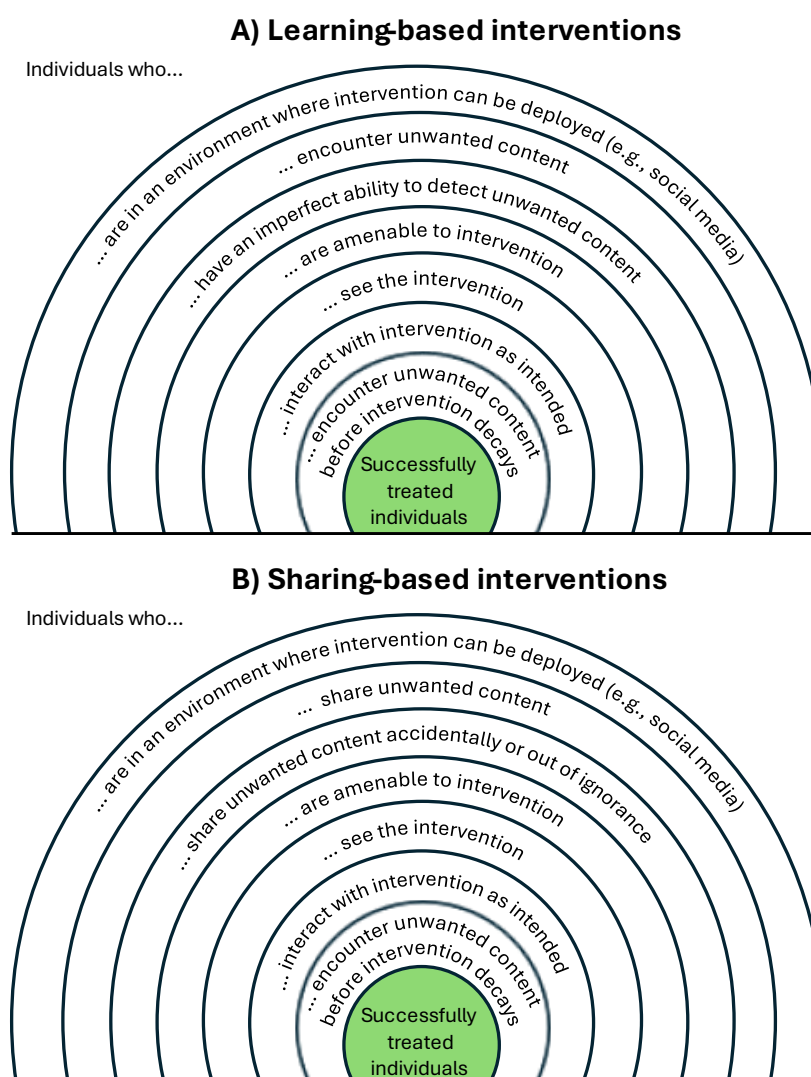 A) Learning-based interventions
Individuals who...
... are in an environment where intervention can be deployed (e.g., social media)
... encounter unwanted content
... have an imperfect ability to detect unwanted content
... are amenable to intervention
... see the intervention
... interact with intervention as intended
... encounter unwanted content
before intervention decays
Successfully
treated
individuals
B) Sharing-based interventions
Individuals who...
... are in an environment where intervention can be deployed (e.g., social media)
... share unwanted content
... share unwanted content accidentally or out of ignorance
... are amenable to intervention
... see the intervention
... interact with intervention as intended
... encounter unwanted content
before intervention decays
Successfully
treated
individuals